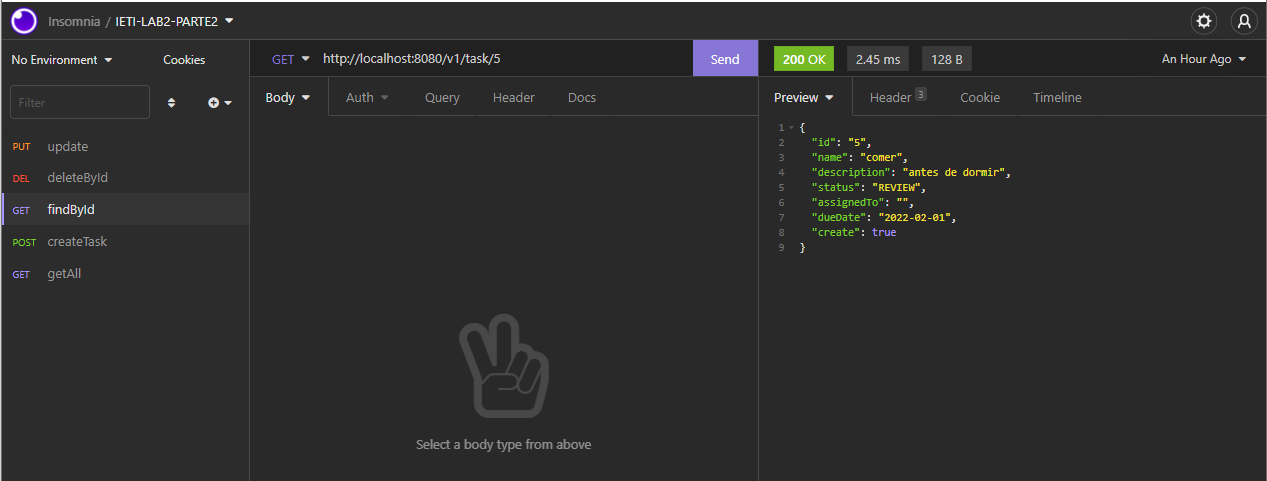 Insomnia / IETI-LAB2-PARTE2
No Environment
Cookies
Filter
PUT update
DEL deleteById
GET findById
POST createTask
GET getAll
GET http://localhost:8080/v1/task/5 Send
Body Auth Query Header Docs
Select a body type from above
200 OK 2.45 ms 128 B An Hour Ago
Preview Header 3 Cookie Timeline
1 {
2 "id": "5",
3 "name": "comer",
4 "description": "antes de dormir",
5 "status": "REVIEW",
6 "assignedTo": "",
7 "dueDate": "2022-02-01",
8 "create": true
9 }